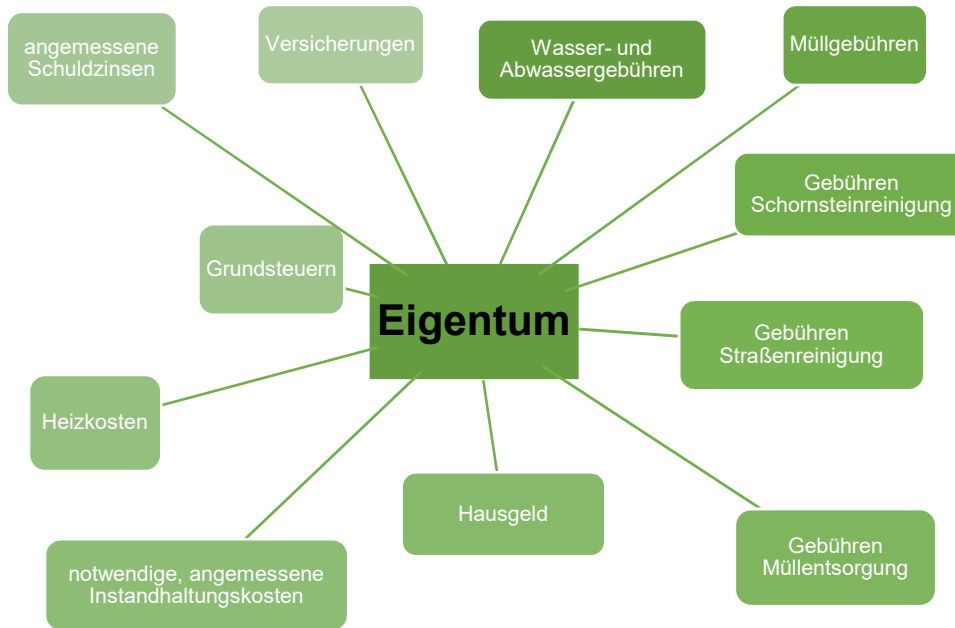 angemessene
Schuldzinsen
Versicherungen
Wasser- und
Abwassergebühren
Müllgebühren
Gebühren
Schornsteinreinigung
Grundsteuern
Eigentum
Gebühren
Straßenreinigung
Heizkosten
Hausgeld
Gebühren
Müllentsorgung
notwendige, angemessene
Instandhaltungskosten